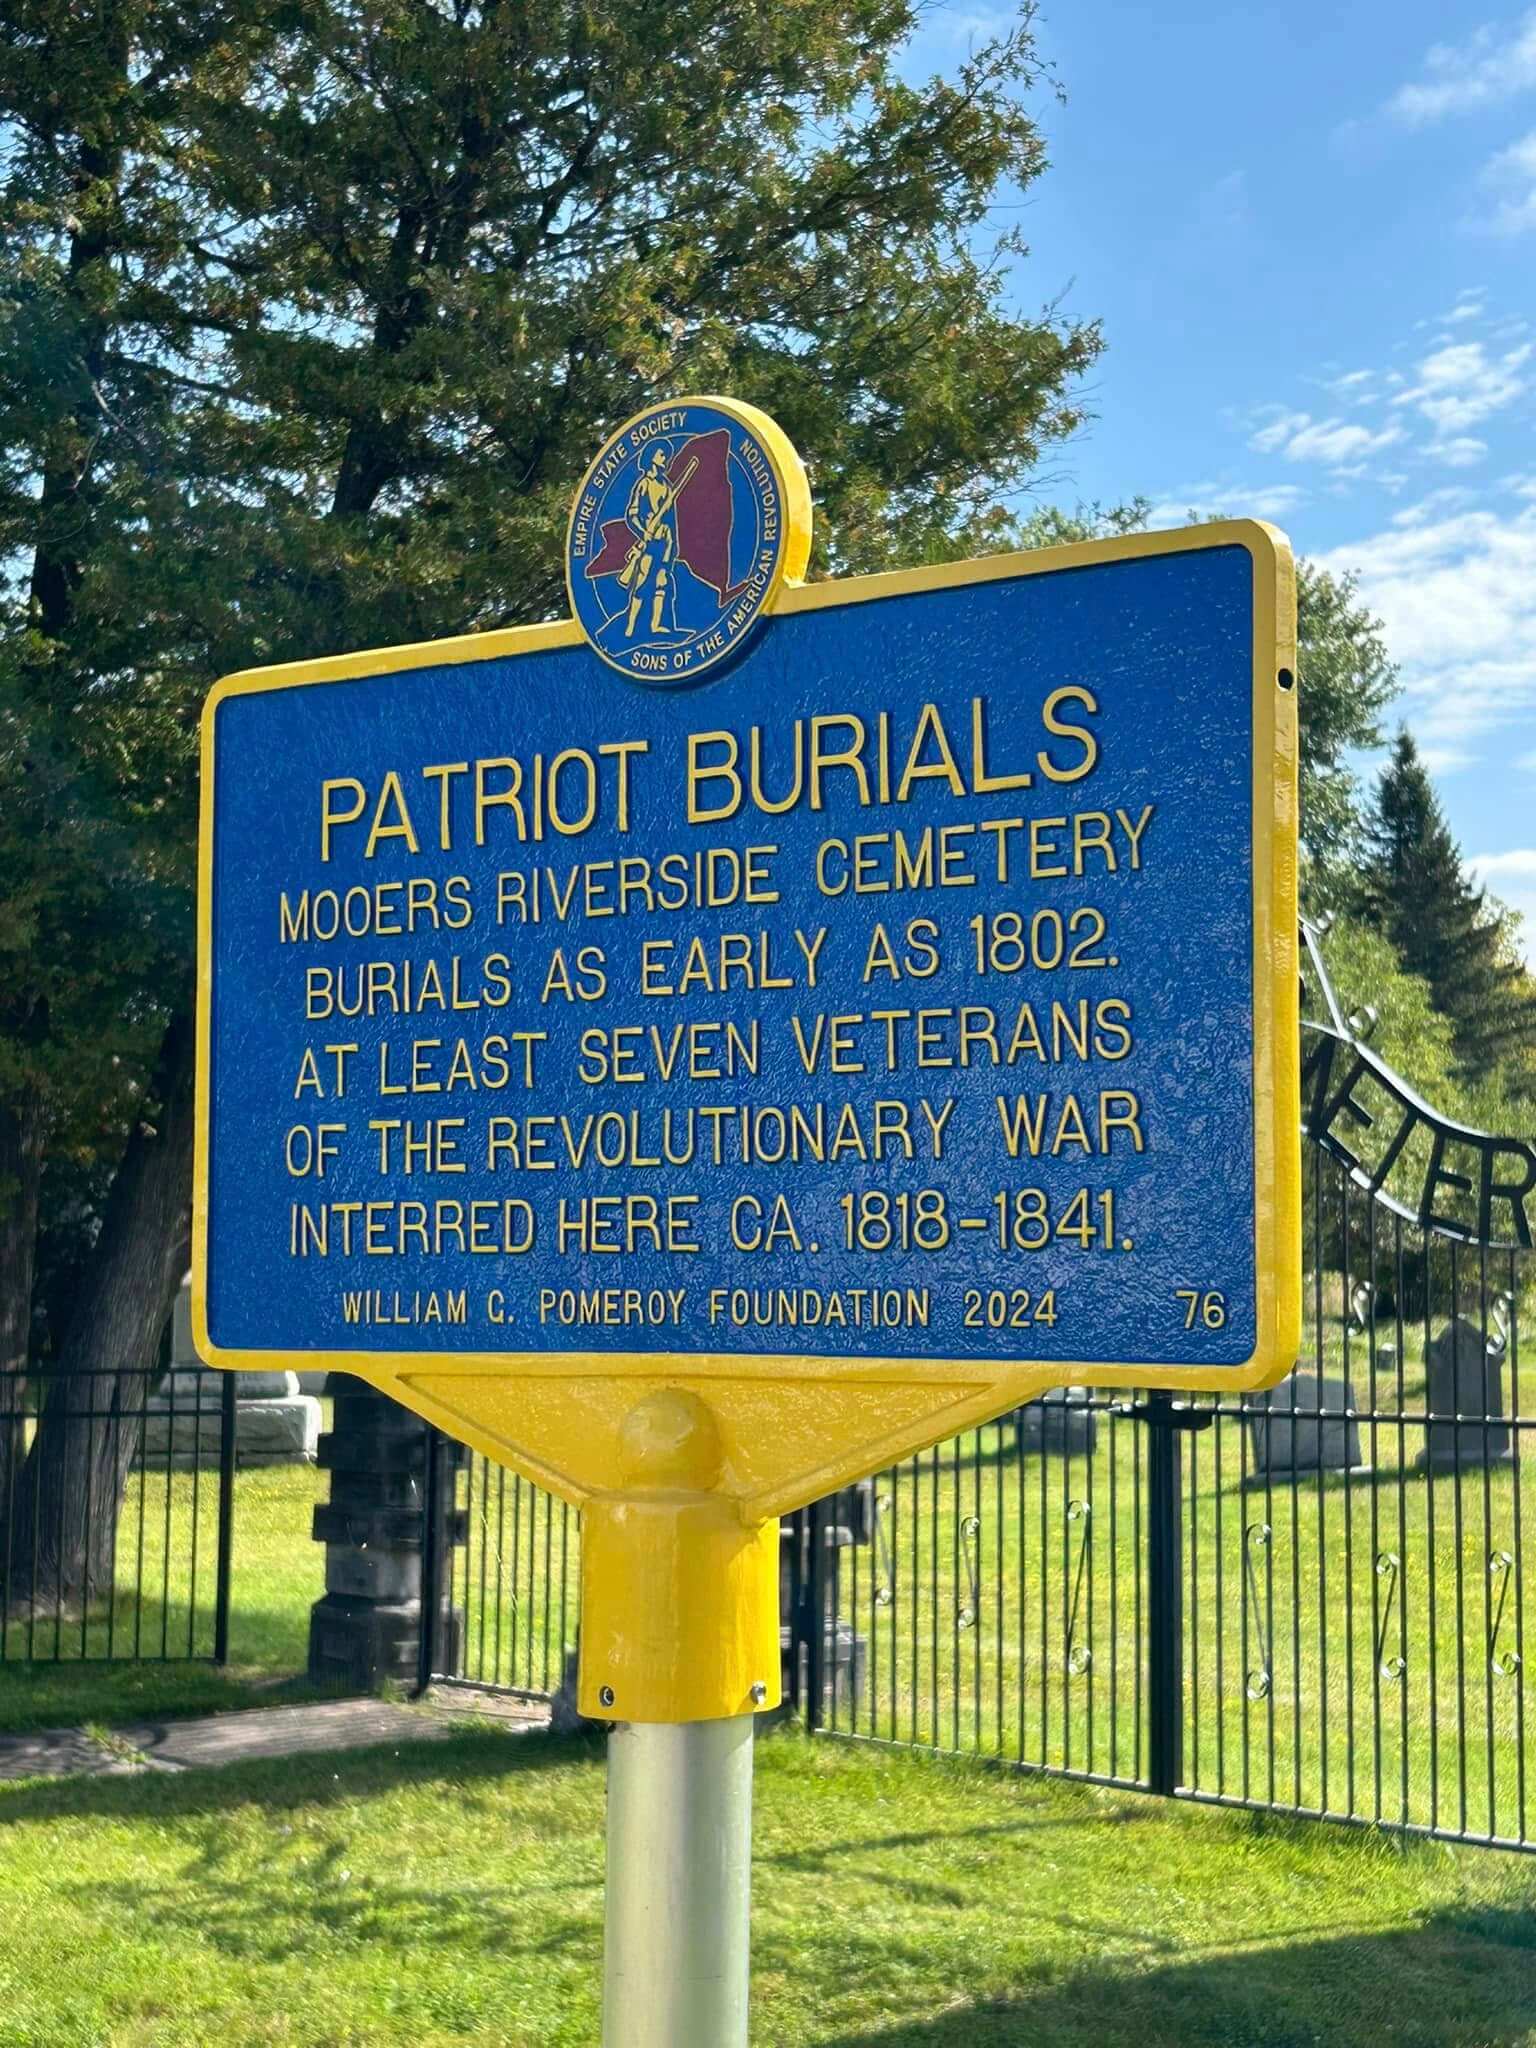 EMPIRE STATE SOCIETY
SONS OF THE AMERICAN REVOLUTION
PATRIOT BURIALS
MOOERS RIVERSIDE CEMETERY
BURIALS AS EARLY AS 1802.
AT LEAST SEVEN VETERANS
OF THE REVOLUTIONARY WAR
INTERRED HERE CA. 1818-1841.
WILLIAM G. POMEROY FOUNDATION 2024 76